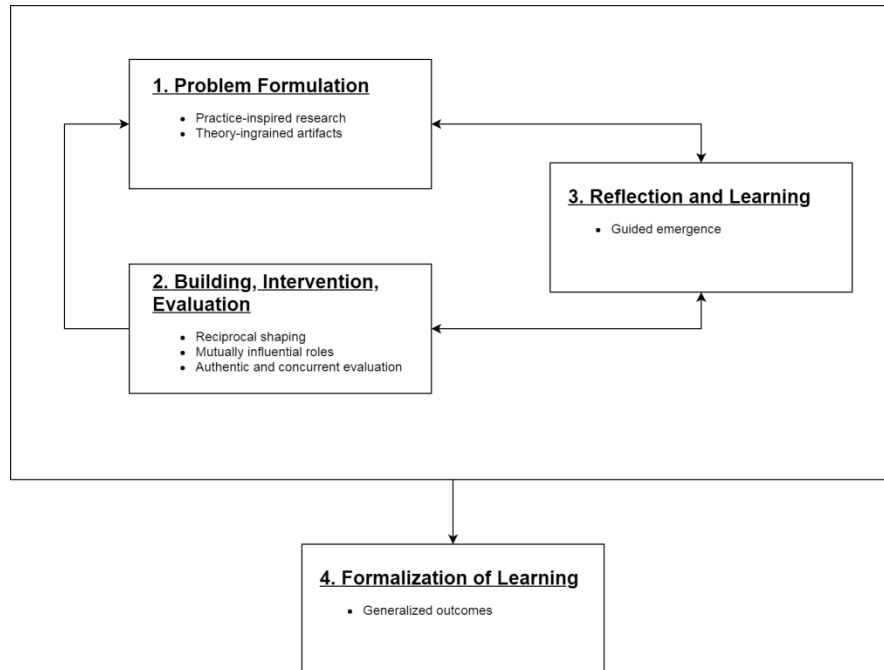 1. Problem Formulation
Practice-inspired research
Theory-ingrained artifacts
3. Reflection and Learning
Guided emergence
2. Building, Intervention,
Evaluation
Reciprocal shaping
Mutually influential roles
Authentic and concurrent evaluation
4. Formalization of Learning
Generalized outcomes